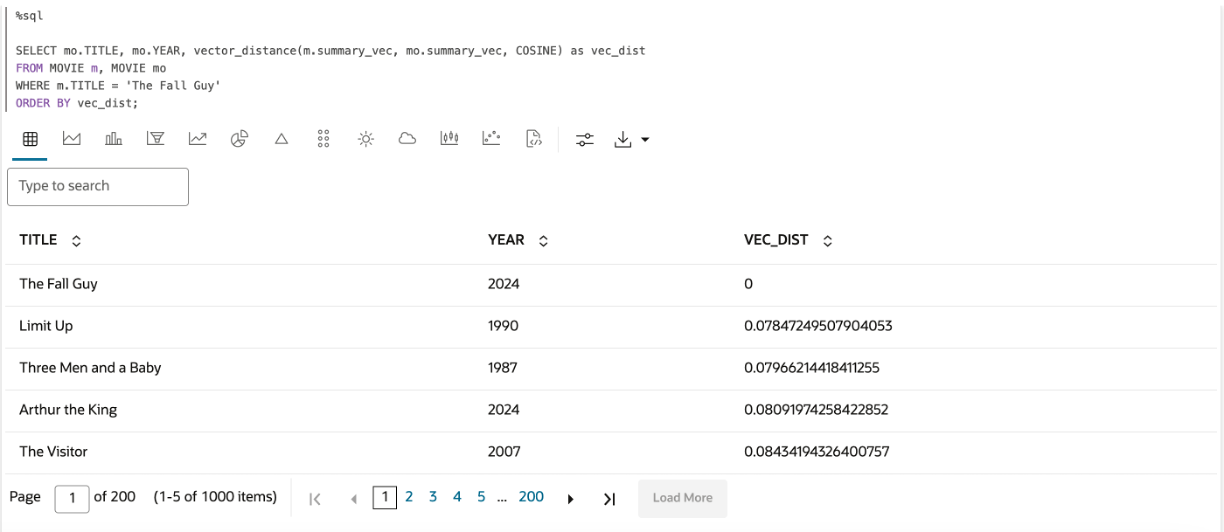 %sql
SELECT mo.TITLE, mo.YEAR, vector_distance(m.summary_vec, mo.summary_vec, COSINE) as vec_dist
FROM MOVIE m, MOVIE mo
WHERE m.TITLE = 'The Fall Guy'
ORDER BY vec_dist;
Type to search
TITLE YEAR VEC_DIST
The Fall Guy 2024 0
Limit Up 1990 0.07847249507904053
Three Men and a Baby 1987 0.07966214418411255
Arthur the King 2024 0.08091974258422852
The Visitor 2007 0.08434194326400757
Page 1 of 200 (1-5 of 1000 items) 1 2 3 4 5 ... 200 Load More